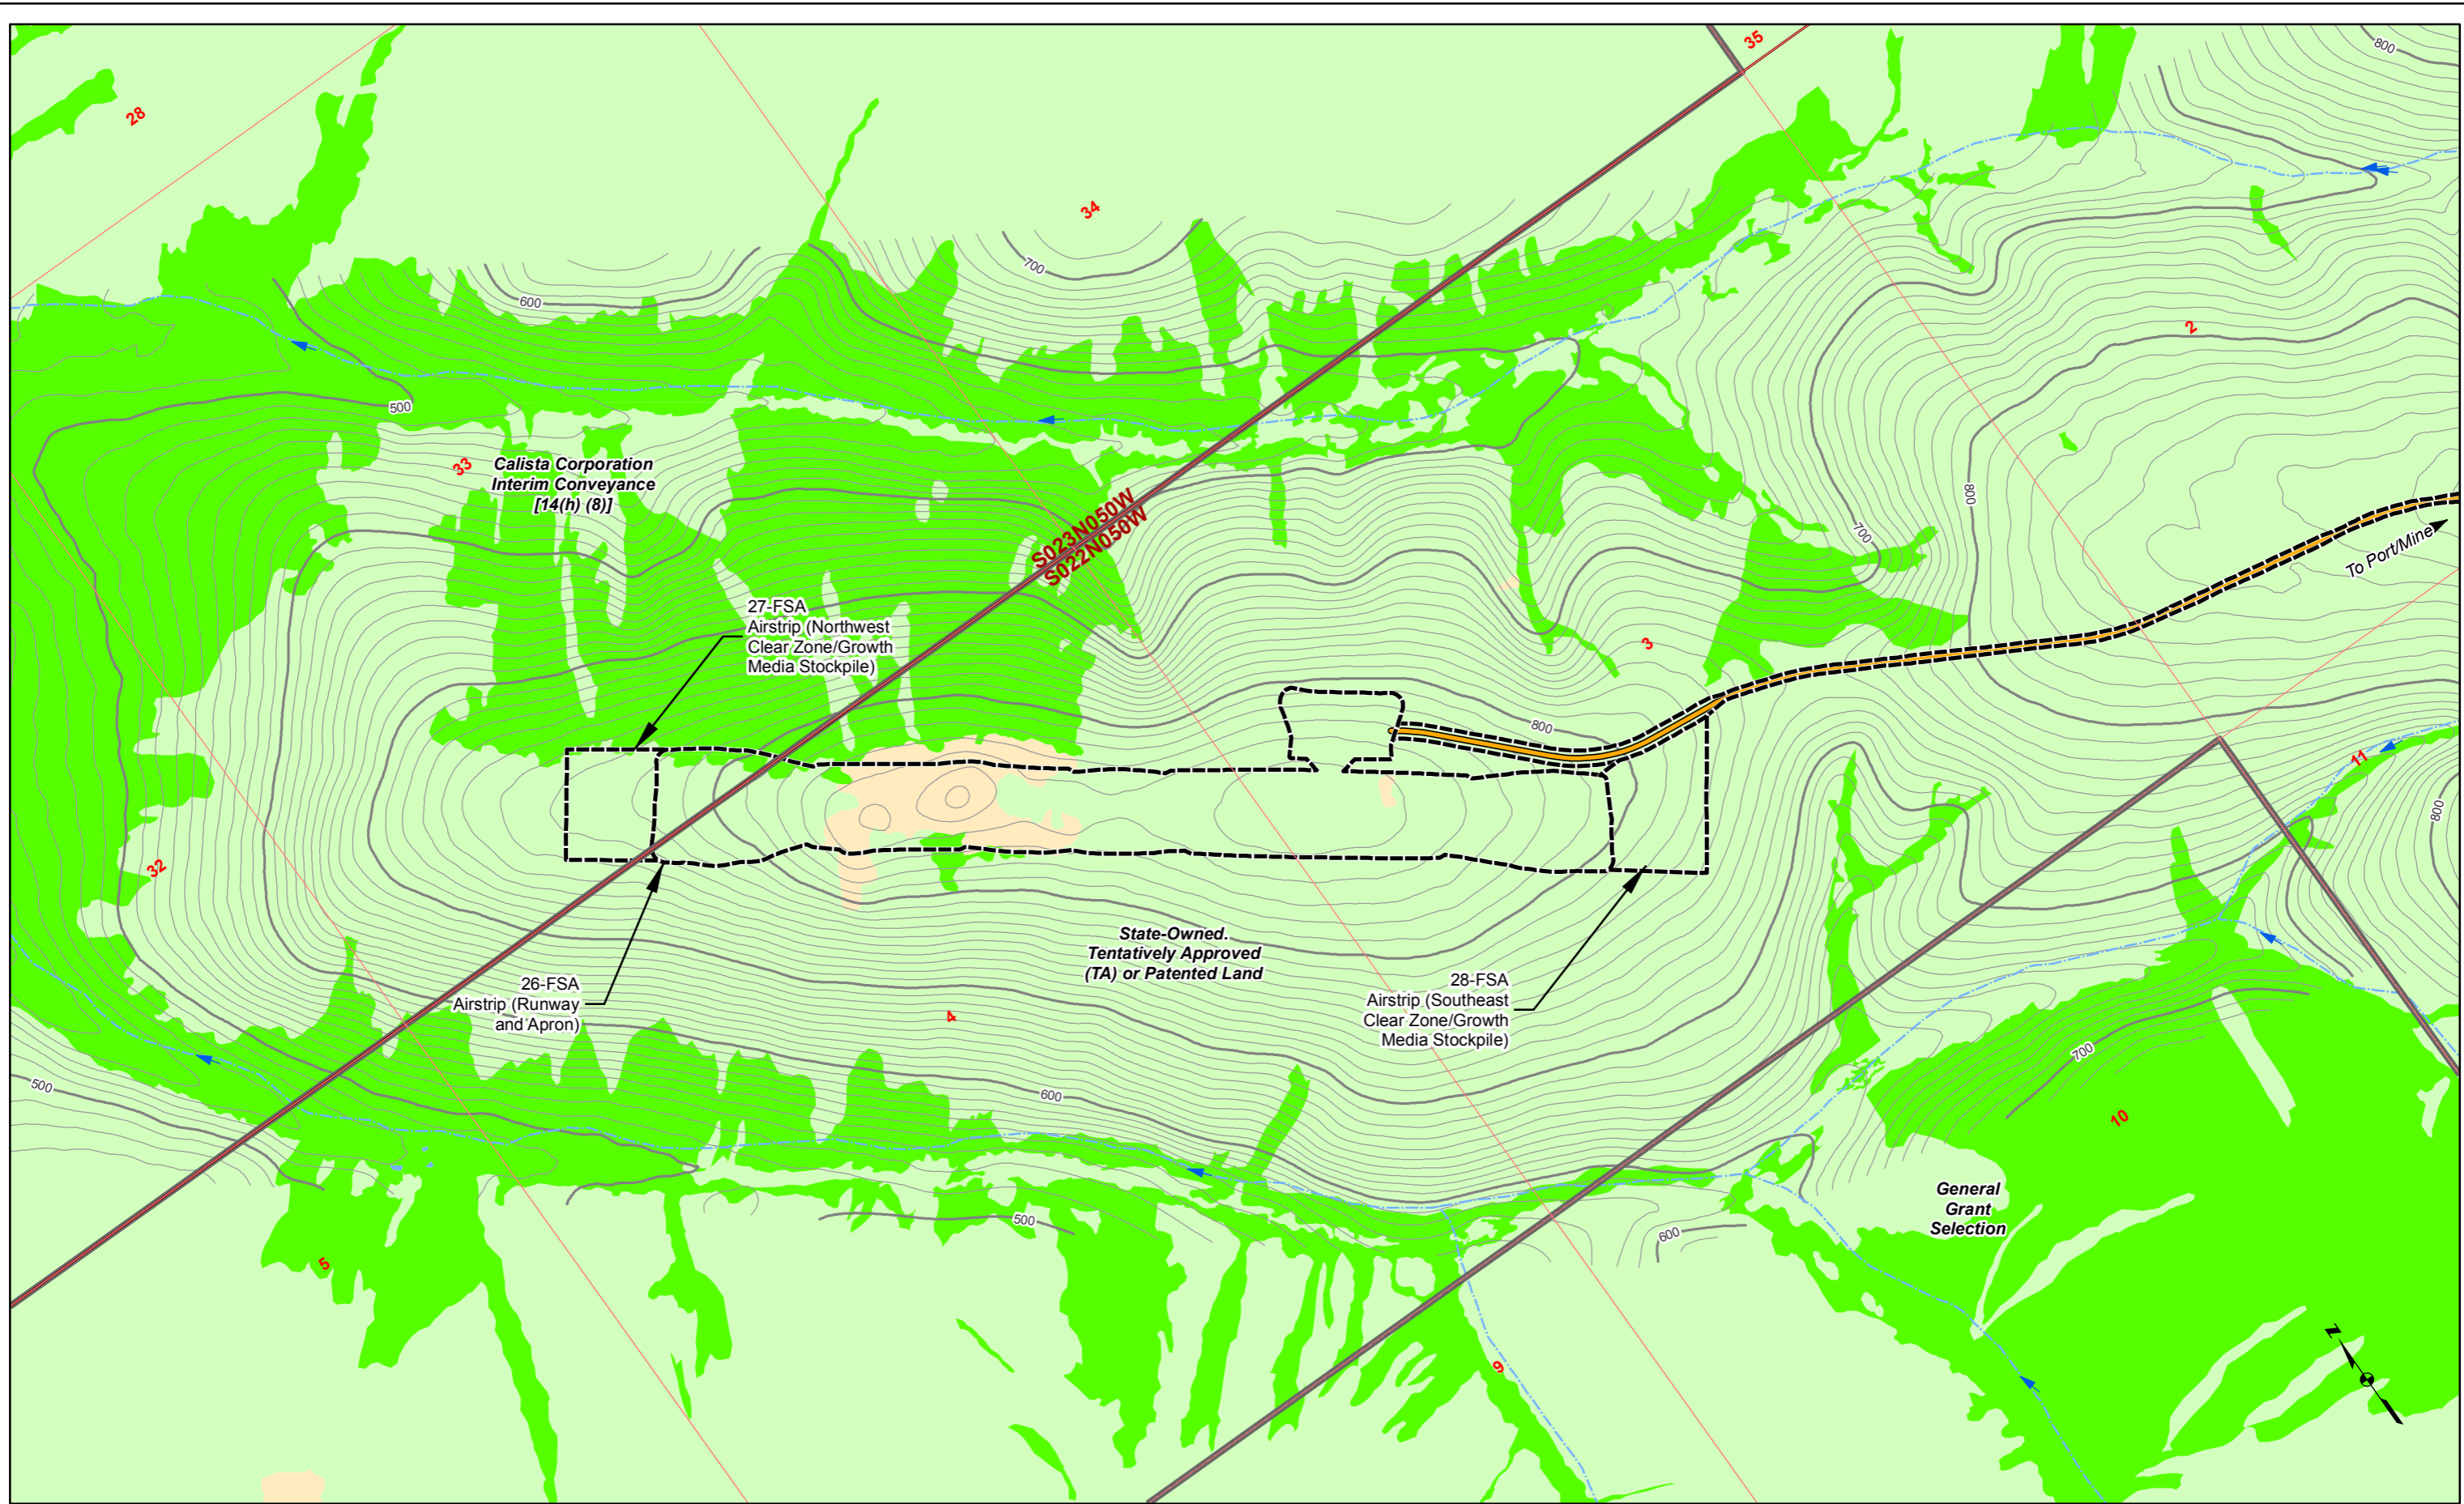 35
800
28
34
700
600
2
500
33
Calista Corporation
Interim Conveyance
[14(h) (8)]
800
700
S023N050W
S022N050W
To Port/Mine
27-FSA
Airstrip (Northwest
Clear Zone/Growth
Media Stockpile)
3
800
11
800
32
State-Owned.
Tentatively Approved
(TA) or Patented Land
26-FSA
Airstrip (Runway
and Apron)
28-FSA
Airstrip (Southeast
Clear Zone/Growth
Media Stockpile)
4
700
500
600
10
General
Grant
Selection
500
600
5
9
N